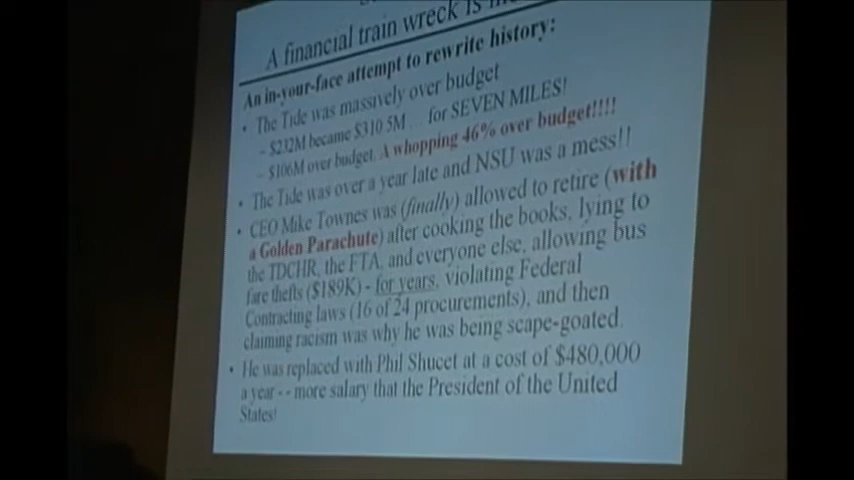 A financial train wreck is
An in-your-face attempt to rewrite history:
• The Tide was massively over budget
– $232M became $310.5M … for SEVEN MILES!
– $106M over budget. A whopping 46% over budget!!!!
• The Tide was over a year late and NSU was a mess!!
• CEO Mike Townes was (finally) allowed to retire (with
a Golden Parachute) after cooking the books, lying to
the TDCHR, the FTA, and everyone else, allowing bus
fare thefts ($189K) - for years, violating Federal
Contracting laws (16 of 24 procurements), and then
claiming racism was why he was being scape-goated.
• He was replaced with Phil Shucet at a cost of $480,000
a year -- more salary that the President of the United
States!